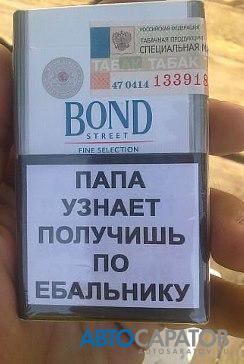 РОССИЙСКАЯ ФЕДЕРАЦИЯ
ТАБАЧНАЯ ПРОДУКЦИЯ
СПЕЦИАЛЬНАЯ
ТАБАК ТАБАК
47 0414 133918
BOND
STREET
FINE SELECTION
ПАПА
УЗНАЕТ
ПОЛУЧИШЬ
ПО
ЕБАЛЬНИКУ
АВТОСАРАТОВ
AUTOSARATOV